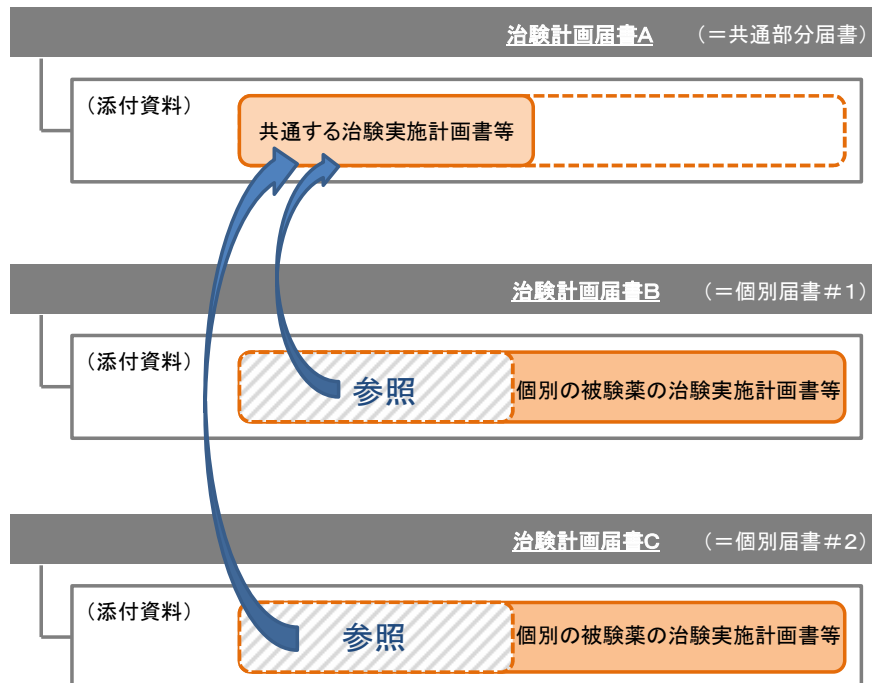 治験計画届書A （＝共通部分届書）
（添付資料）
共通する治験実施計画書等
治験計画届書B （＝個別届書＃1）
（添付資料）
参照
個別の被験薬の治験実施計画書等
治験計画届書C （＝個別届書＃2）
（添付資料）
参照
個別の被験薬の治験実施計画書等